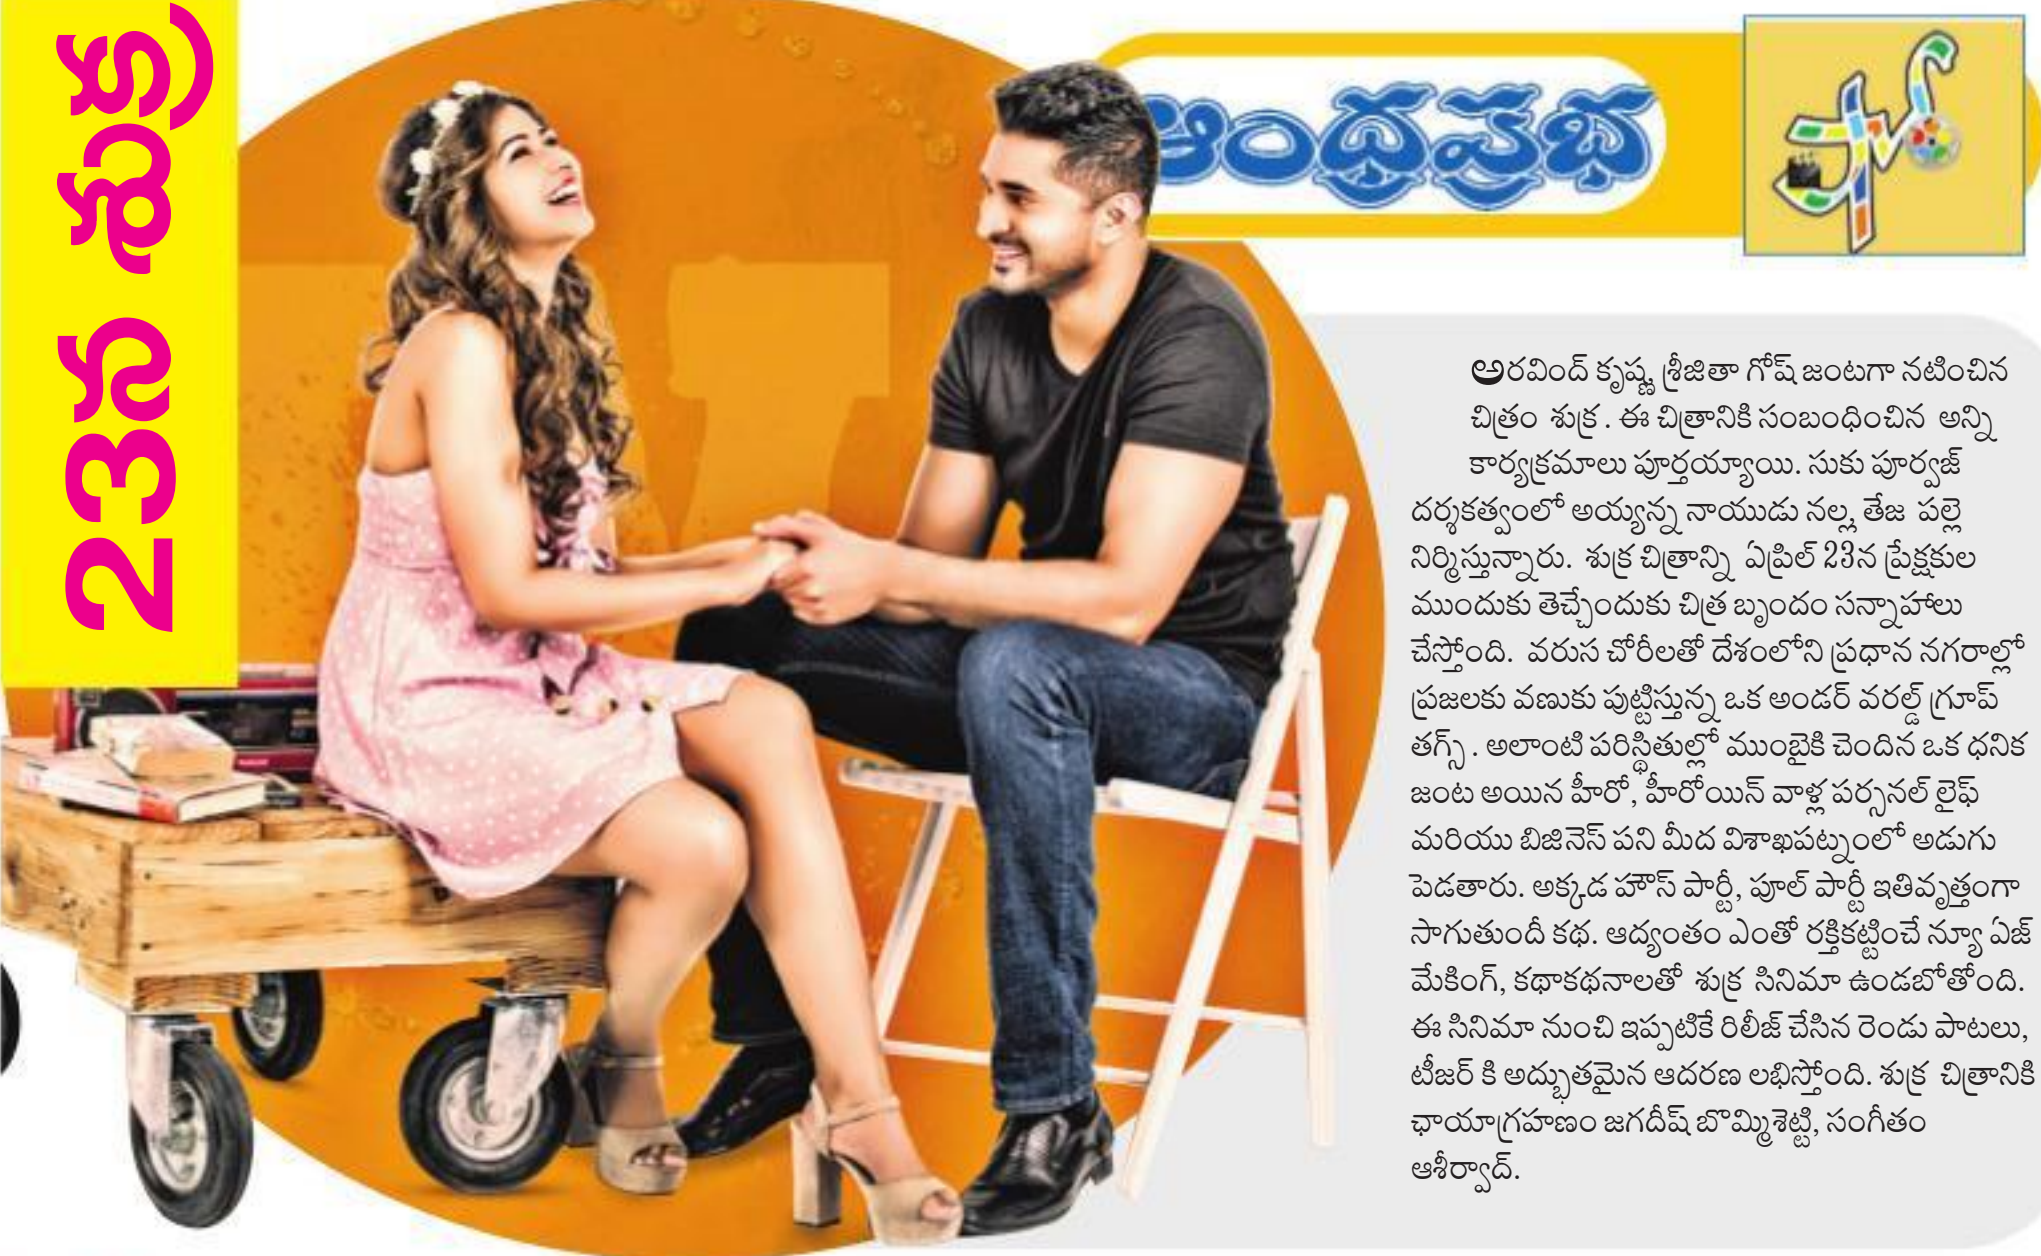 23న శుక్ర
ఆంధ్రప్రభ
అరవింద్ కృష్ణ, శ్రీజితా గోష్ జంటగా నటించిన
చిత్రం శుక్ర . ఈ చిత్రానికి సంబంధించిన అన్ని
కార్యక్రమాలు పూర్తయ్యాయి. సుకు పూర్వజ్
దర్శకత్వంలో అయ్యన్న నాయుడు నల్ల, తేజ పల్లె
నిర్మిస్తున్నారు. శుక్ర చిత్రాన్ని ఏప్రిల్ 23న ప్రేక్షకుల
ముందుకు తెచ్చేందుకు చిత్ర బృందం సన్నాహాలు
చేస్తోంది. వరుస చోరీలతో దేశంలోని ప్రధాన నగరాల్లో
ప్రజలకు వణుకు పుట్టిస్తున్న ఒక అండర్ వరల్డ్ గ్రూప్
తగ్స్ . అలాంటి పరిస్థితుల్లో ముంబైకి చెందిన ఒక ధనిక
జంట అయిన హీరో, హీరోయిన్ వాళ్ల పర్సనల్ లైఫ్
మరియు బిజినెస్ పని మీద విశాఖపట్నంలో అడుగు
పెడతారు. అక్కడ హౌస్ పార్టీ, పూల్ పార్టీ ఇతివృత్తంగా
సాగుతుందీ కథ. ఆద్యంతం ఎంతో రక్తికట్టించే న్యూ ఏజ్
మేకింగ్, కథాకథనాలతో శుక్ర సినిమా ఉండబోతోంది.
ఈ సినిమా నుంచి ఇప్పటికే రిలీజ్ చేసిన రెండు పాటలు,
టీజర్ కి అద్భుతమైన ఆదరణ లభిస్తోంది. శుక్ర చిత్రానికి
ఛాయాగ్రహణం జగదీష్ బొమ్మిశెట్టి, సంగీతం
ఆశీర్వాద్.